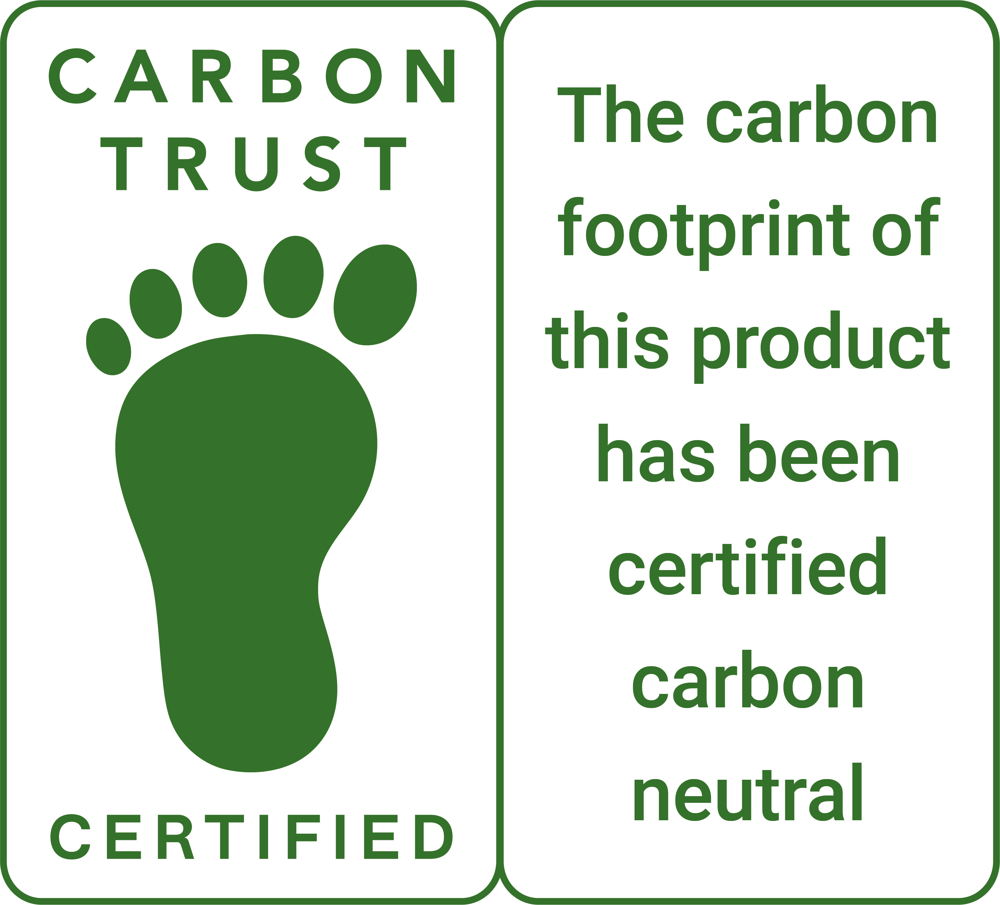 CARBON
TRUST
CERTIFIED
The carbon
footprint of
this product
has been
certified
carbon
neutral